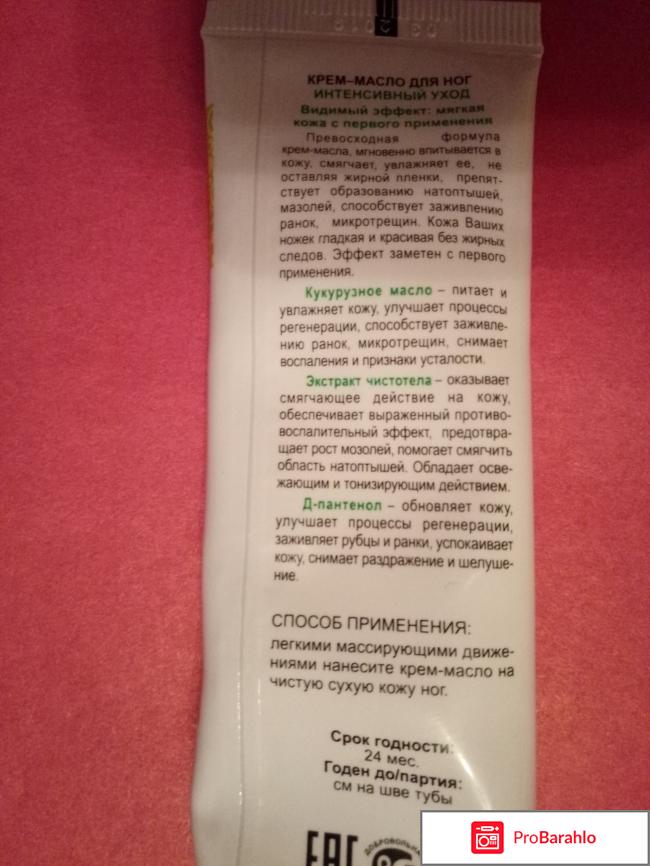 КРЕМ–МАСЛО ДЛЯ НОГ
ИНТЕНСИВНЫЙ УХОД
Видимый эффект: мягкая
кожа с первого применения
Превосходная формула
крем-масла, мгновенно впитывается в
кожу, смягчает, увлажняет ее, не
оставляя жирной пленки, препят-
ствует образованию натоптышей,
мазолей, способствует заживлению
ранок, микротрещин. Кожа Ваших
ножек гладкая и красивая без жирных
следов. Эффект заметен с первого
применения.
Кукурузное масло – питает и
увлажняет кожу, улучшает процессы
регенерации, способствует заживле-
нию ранок, микротрещин, снимает
воспаления и признаки усталости.
Экстракт чистотела – оказывает
смягчающее действие на кожу,
обеспечивает выраженный противо-
воспалительный эффект, предотвра-
щает рост мозолей, помогает смягчить
область натоптышей. Обладает осве-
жающим и тонизирующим действием.
Д-пантенол – обновляет кожу,
улучшает процессы регенерации,
заживляет рубцы и ранки, успокаивает
кожу, снимает раздражение и шелуше-
ние.
СПОСОБ ПРИМЕНЕНИЯ:
легкими массирующими движе-
ниями нанесите крем-масло на
чистую сухую кожу ног.
Срок годности:
24 мес.
Годен до/партия:
см на шве тубы
ЕАС
ProBarahlo